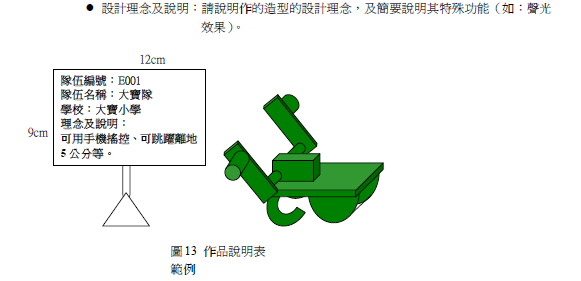 ● 設計理念及說明：請說明作的造型的設計理念，及簡要說明其特殊功能（如：聲光
效果）。
12cm
隊伍編號：E001
隊伍名稱：大寶隊
學校：大寶小學
理念及說明：
可用手機搖控、可跳躍離地
5 公分等。
9cm
圖 13 作品說明表
範例